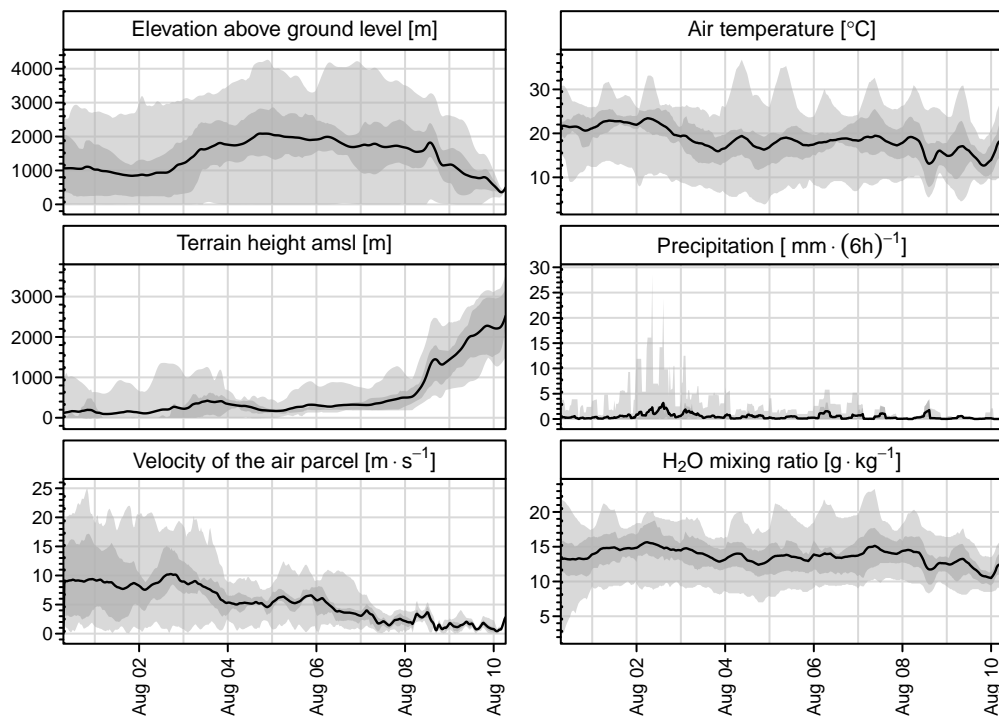 Elevation above ground level [m]
4000
3000
2000
1000
0
Air temperature [°C]
30
20
10
Terrain height amsl [m]
3000
2000
1000
0
Precipitation [ mm · (6h)⁻¹]
30
25
20
15
10
5
0
Velocity of the air parcel [m · s⁻¹]
25
20
15
10
5
0
H₂O mixing ratio [g · kg⁻¹]
20
15
10
5
Aug 02
Aug 04
Aug 06
Aug 08
Aug 10
Aug 02
Aug 04
Aug 06
Aug 08
Aug 10